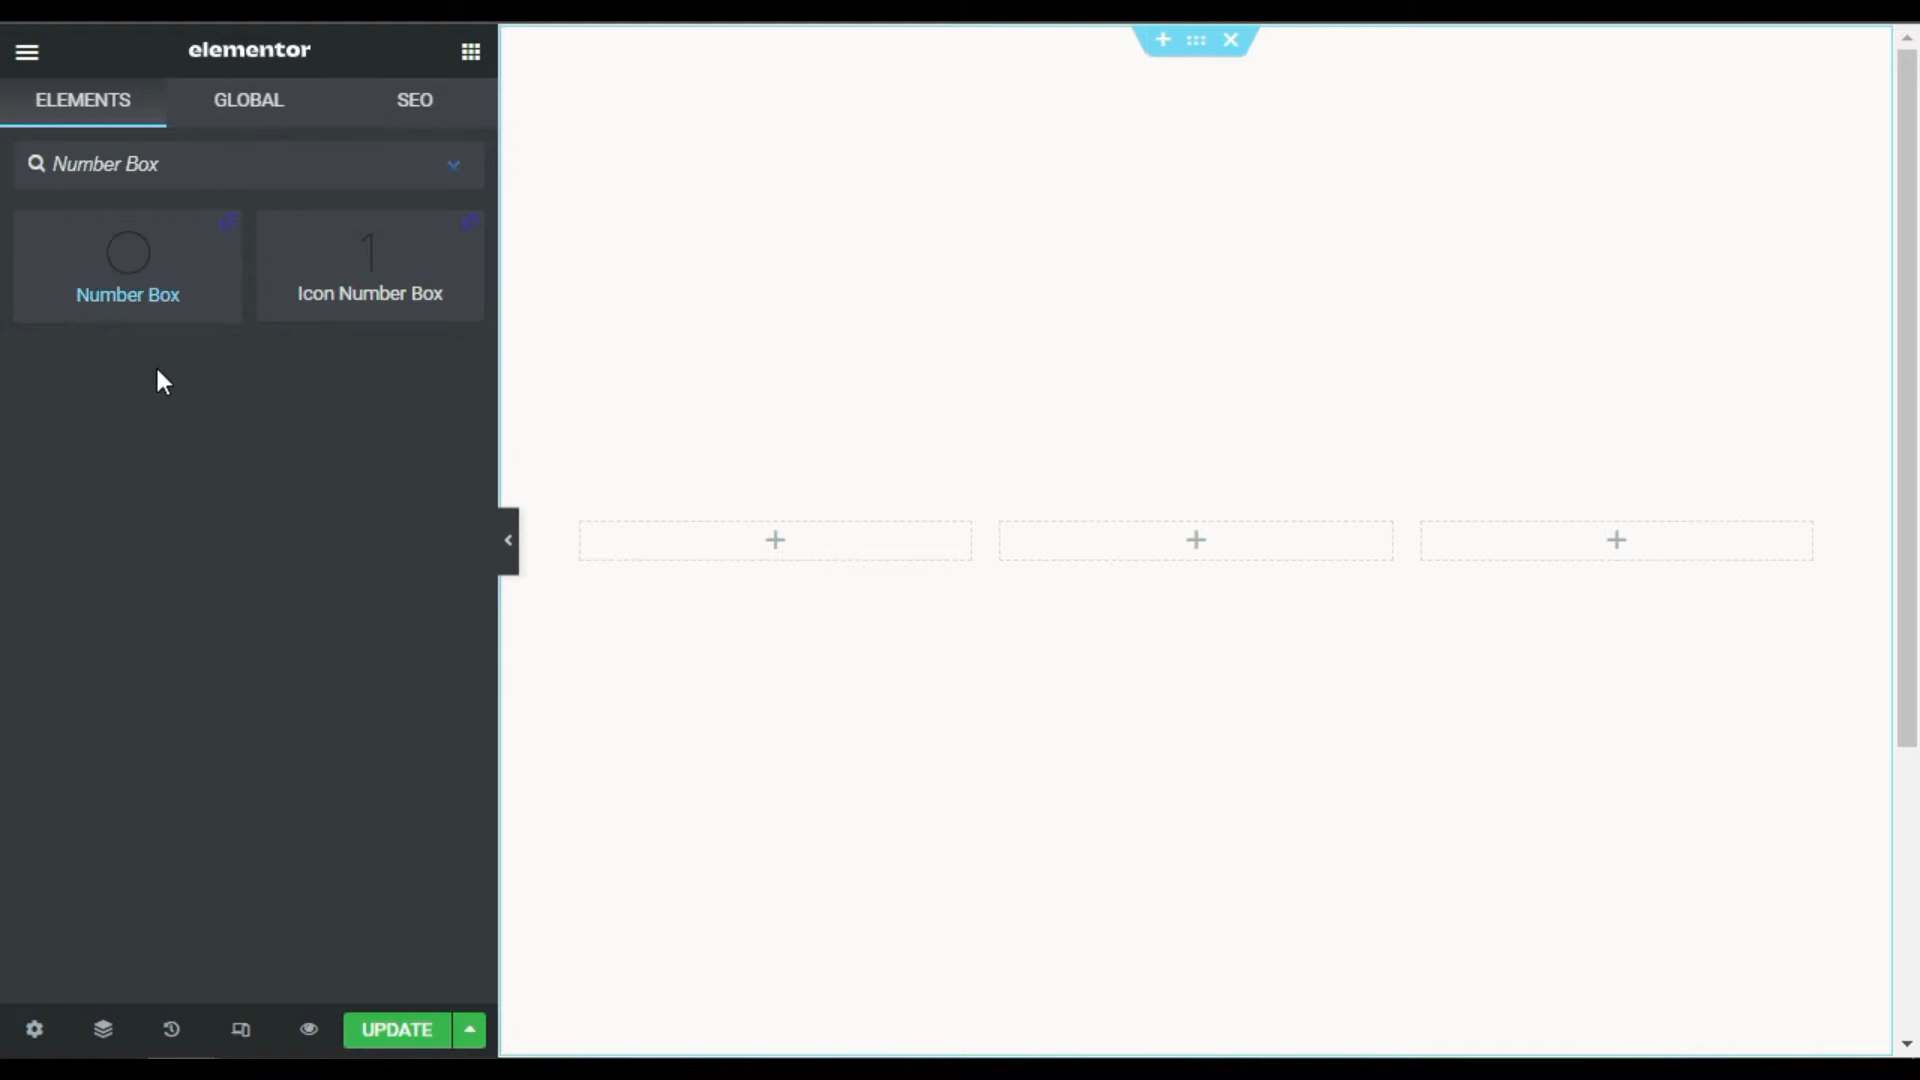 elementor
ELEMENTS GLOBAL SEO
Number Box
1
Number Box Icon Number Box
UPDATE